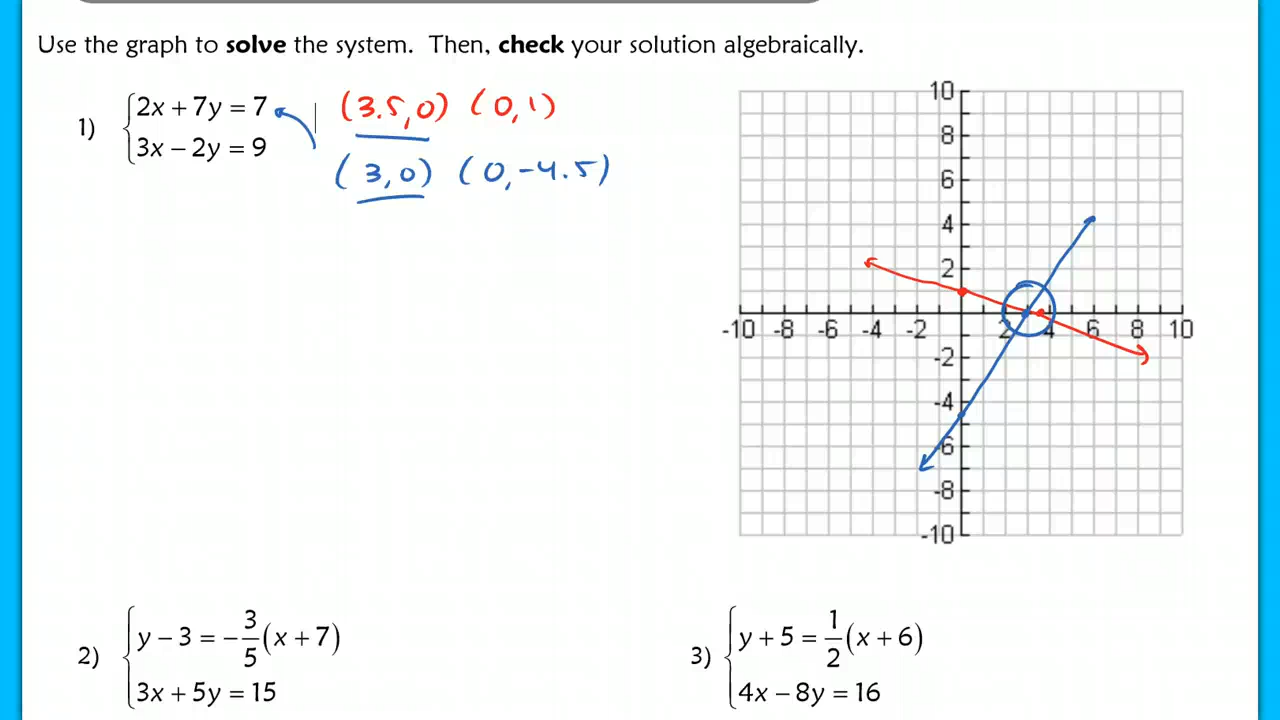 Use the graph to solve the system. Then, check your solution algebraically.
1) 2x + 7y = 7 (3.5, 0) (0, 1)
3x − 2y = 9 (3, 0) (0, -4.5)
10
8
6
4
2
-10 -8 -6 -4 -2 2 4 6 8 10
-2
-4
-6
-8
-10
2) y − 3 = −3/5(x + 7)
3x + 5y = 15
3) y + 5 = 1/2(x + 6)
4x − 8y = 16